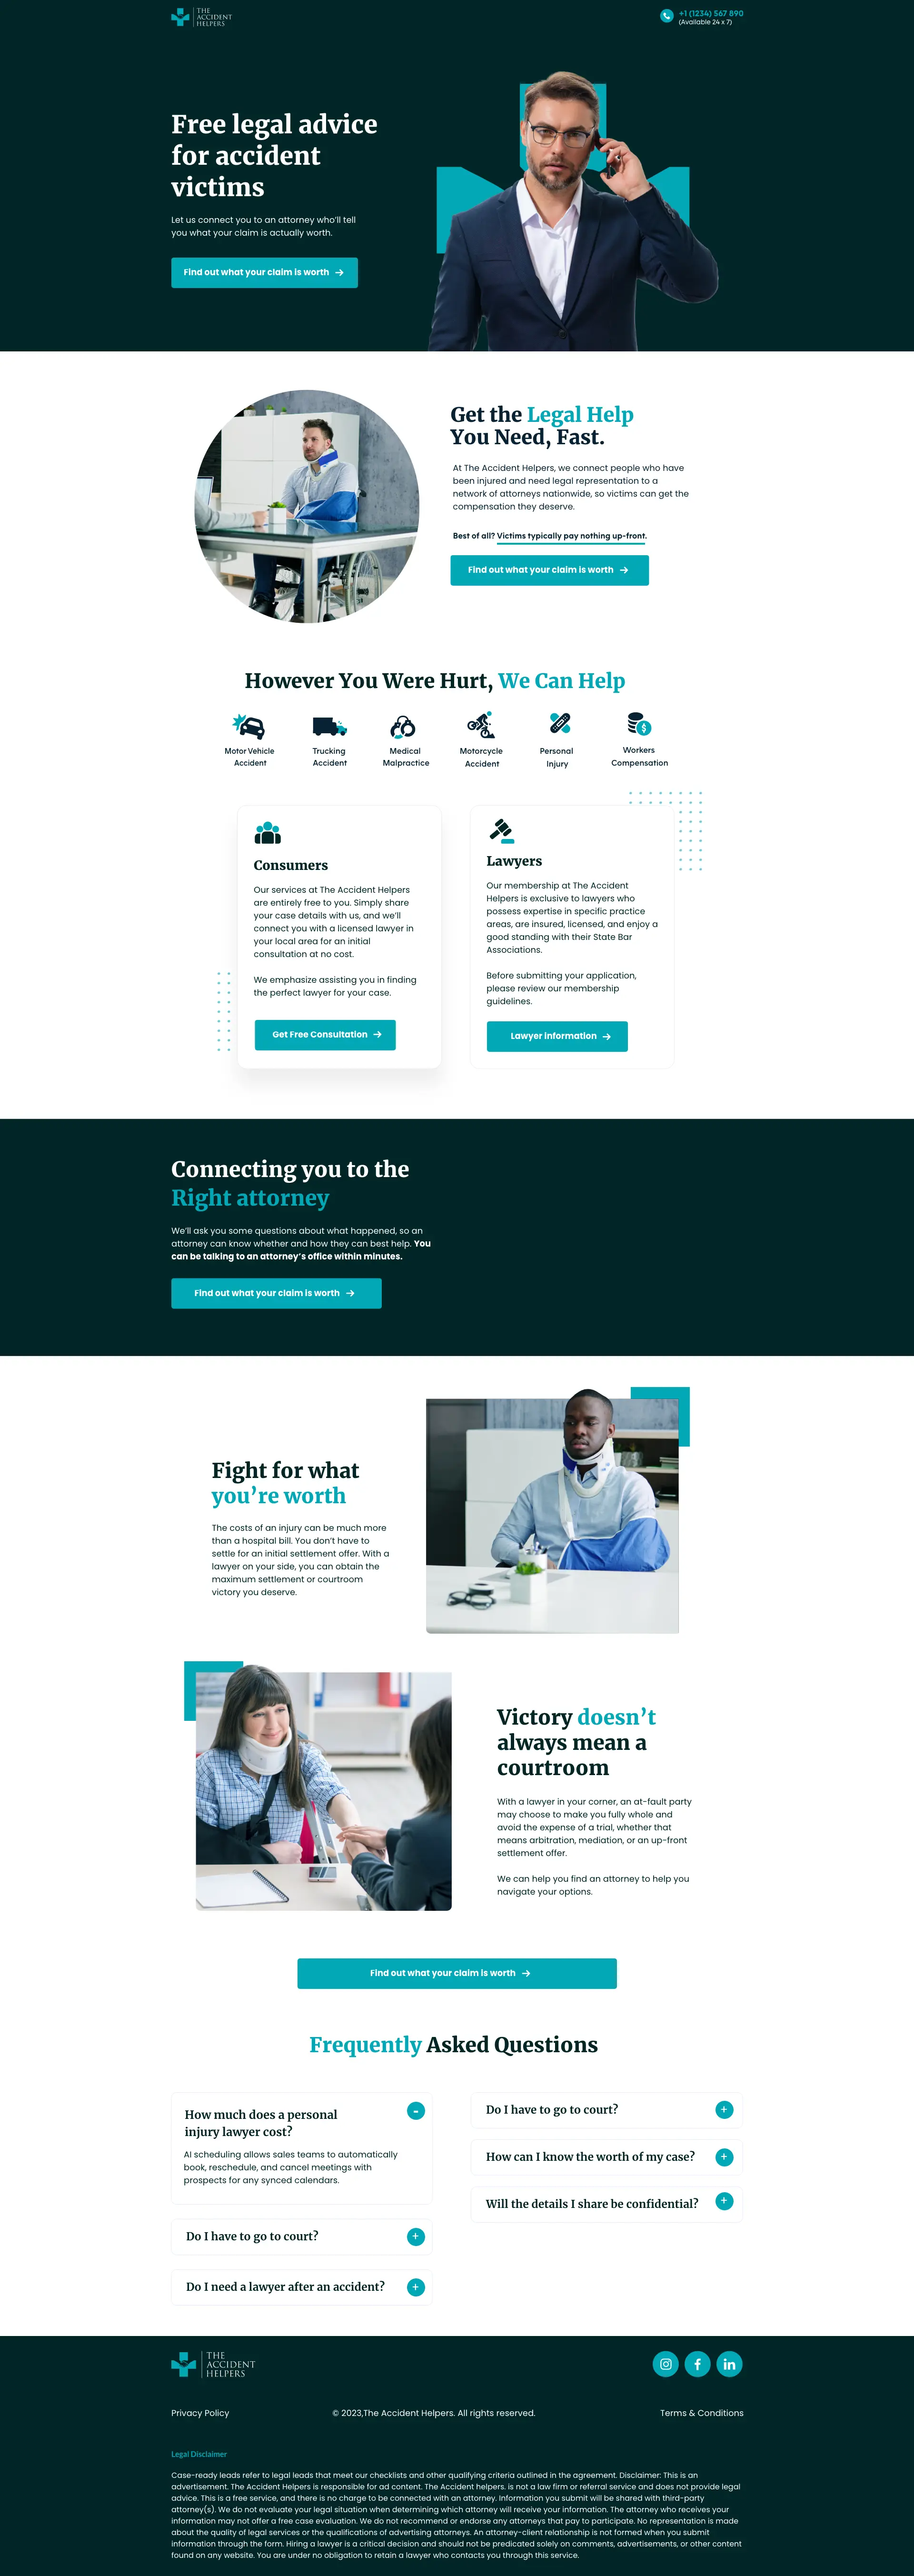 THE
ACCIDENT
HELPERS
+1 (1234) 567 890
(Available 24 x 7)
Free legal advice
for accident
victims
Let us connect you to an attorney who'll tell
you what your claim is actually worth.
Find out what your claim is worth →
Get the Legal Help
You Need, Fast.
At The Accident Helpers, we connect people who have
been injured and need legal representation to a
network of attorneys nationwide, so victims can get the
compensation they deserve.
Best of all? Victims typically pay nothing up-front.
Find out what your claim is worth →
However You Were Hurt, We Can Help
Motor Vehicle
Accident
Trucking
Accident
Medical
Malpractice
Motorcycle
Accident
Personal
Injury
Workers
Compensation
Consumers
Our services at The Accident Helpers
are entirely free to you. Simply share
your case details with us, and we'll
connect you with a licensed lawyer in
your local area for an initial
consultation at no cost.
We emphasize assisting you in finding
the perfect lawyer for your case.
Get Free Consultation →
Lawyers
Our membership at The Accident
Helpers is exclusive to lawyers who
possess expertise in specific practice
areas, are insured, licensed, and enjoy a
good standing with their State Bar
Associations.
Before submitting your application,
please review our membership
guidelines.
Lawyer information →
Connecting you to the
Right attorney
We'll ask you some questions about what happened, so an
attorney can know whether and how they can best help. You
can be talking to an attorney's office within minutes.
Find out what your claim is worth →
Fight for what
you're worth
The costs of an injury can be much more
than a hospital bill. You don't have to
settle for an initial settlement offer. With a
lawyer on your side, you can obtain the
maximum settlement or courtroom
victory you deserve.
Victory doesn't
always mean a
courtroom
With a lawyer in your corner, an at-fault party
may choose to make you fully whole and
avoid the expense of a trial, whether that
means arbitration, mediation, or an up-front
settlement offer.
We can help you find an attorney to help you
navigate your options.
Find out what your claim is worth →
Frequently Asked Questions
How much does a personal
injury lawyer cost?
AI scheduling allows sales teams to automatically
book, reschedule, and cancel meetings with
prospects for any synced calendars.
Do I have to go to court?
Do I need a lawyer after an accident?
Do I have to go to court?
How can I know the worth of my case?
Will the details I share be confidential?
THE
ACCIDENT
HELPERS
Privacy Policy
© 2023,The Accident Helpers. All rights reserved.
Terms & Conditions
Legal Disclaimer
Case-ready leads refer to legal leads that meet our checklists and other qualifying criteria outlined in the agreement. Disclaimer: This is an
advertisement. The Accident Helpers is responsible for ad content. The Accident helpers. is not a law firm or referral service and does not provide legal
advice. This is a free service, and there is no charge to be connected with an attorney. Information you submit will be shared with third-party
attorney(s). We do not evaluate your legal situation when determining which attorney will receive your information. The attorney who receives your
information may not offer a free case evaluation. We do not recommend or endorse any attorneys that pay to participate. No representation is made
about the quality of legal services or the qualifications of advertising attorneys. An attorney-client relationship is not formed when you submit
information through the form. Hiring a lawyer is a critical decision and should not be predicated solely on comments, advertisements, or other content
found on any website. You are under no obligation to retain a lawyer who contacts you through this service.